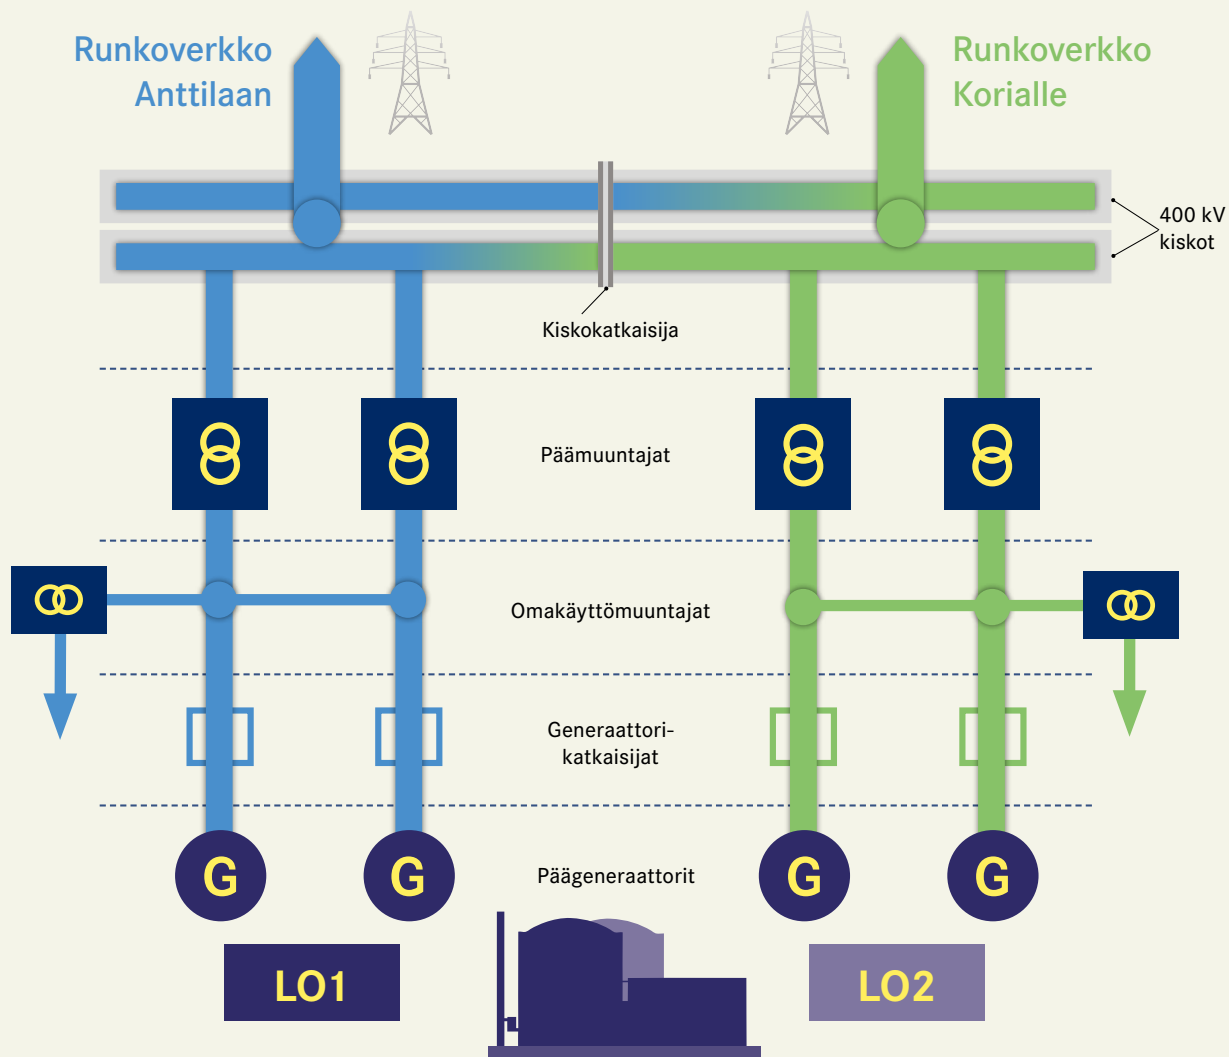 Runkoverkko
Anttilaan
Runkoverkko
Korialle
400 kV
kiskot
Kiskokatkaisija
Päämuuntajat
Omakäyttömuuntajat
Generaattori-
katkaisijat
G
G
Päägeneraattorit
G
G
LO1
LO2